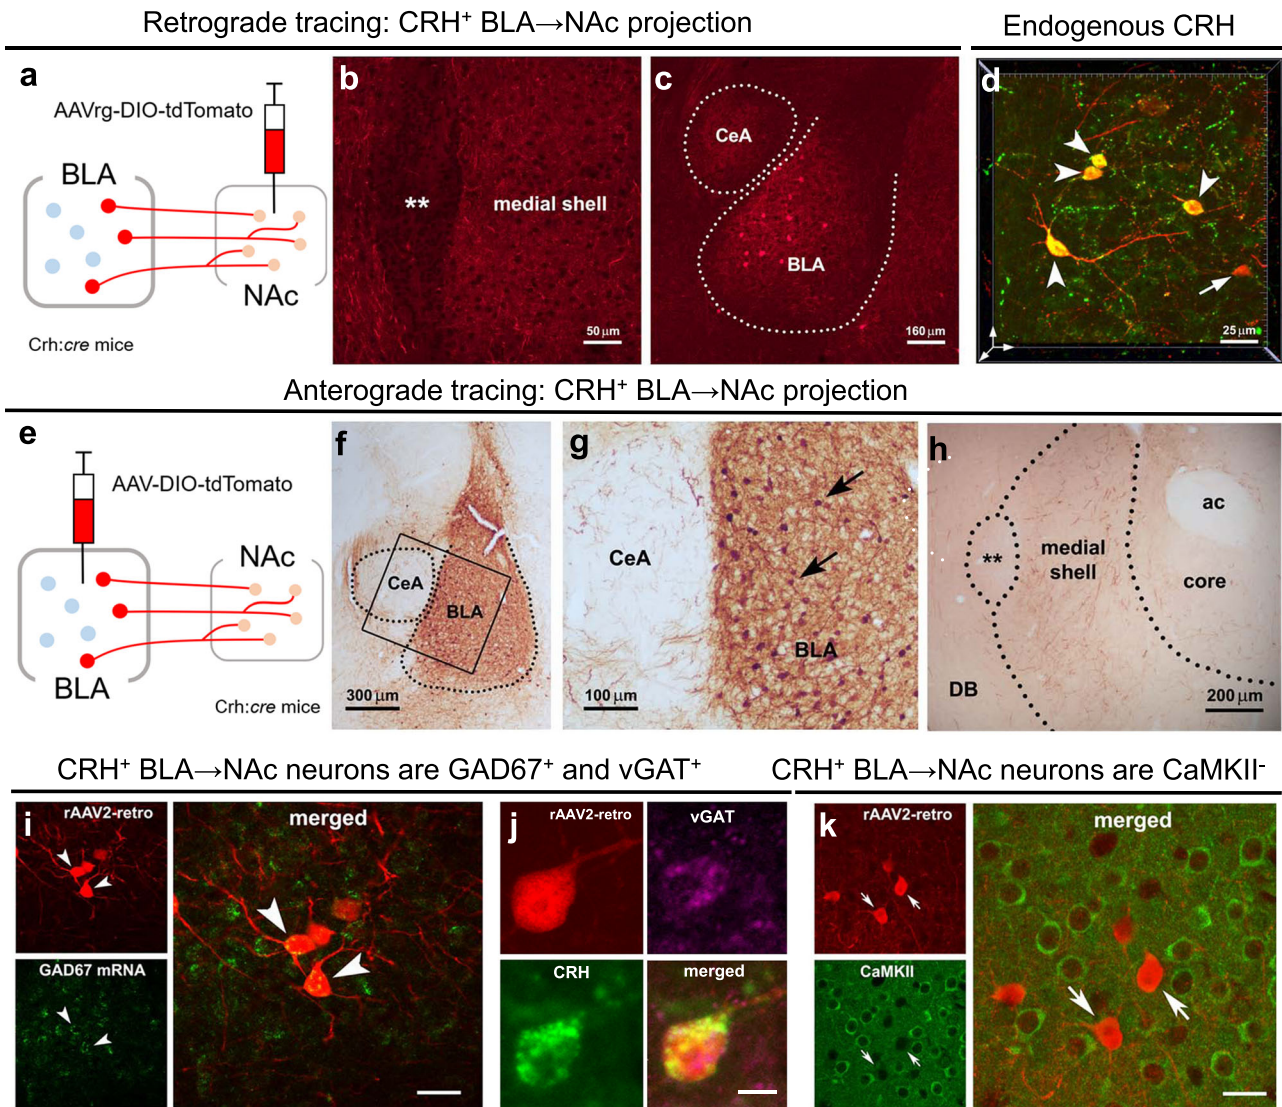 Retrograde tracing: CRH⁺ BLA→NAc projection
Endogenous CRH
a
AAVrg-DIO-tdTomato
BLA
NAc
Crh:cre mice
b
**
medial shell
50 µm
c
CeA
BLA
160 µm
d
25 µm
Anterograde tracing: CRH⁺ BLA→NAc projection
e
AAV-DIO-tdTomato
NAc
BLA
Crh:cre mice
f
CeA
BLA
300 µm
g
CeA
BLA
100 µm
h
ac
**
medial
shell
core
DB
200 µm
CRH⁺ BLA→NAc neurons are GAD67⁺ and vGAT⁺
CRH⁺ BLA→NAc neurons are CaMKII⁻
i
rAAV2-retro
GAD67 mRNA
merged
j
rAAV2-retro
vGAT
CRH
merged
k
rAAV2-retro
CaMKII
merged